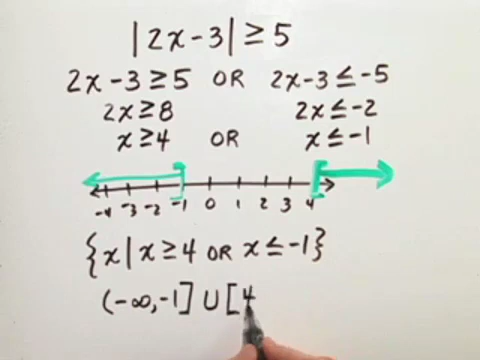 |2x-3| ≥ 5
2x-3 ≥ 5 OR 2x-3 ≤ -5
2x ≥ 8 2x ≤ -2
x ≥ 4 OR x ≤ -1
-4 -3 -2 -1 0 1 2 3 4
{x | x ≥ 4 OR x ≤ -1}
(-∞, -1] ∪ [4